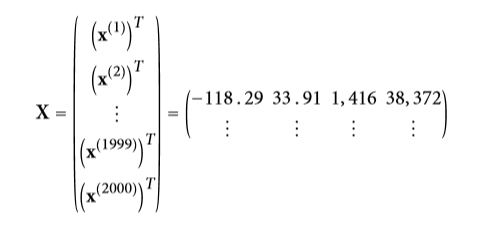 (x^(1))^T
(x^(2))^T
⋮
X = = (−118.29 33.91 1,416 38,372)
⋮ ⋮ ⋮ ⋮
(x^(1999))^T
(x^(2000))^T